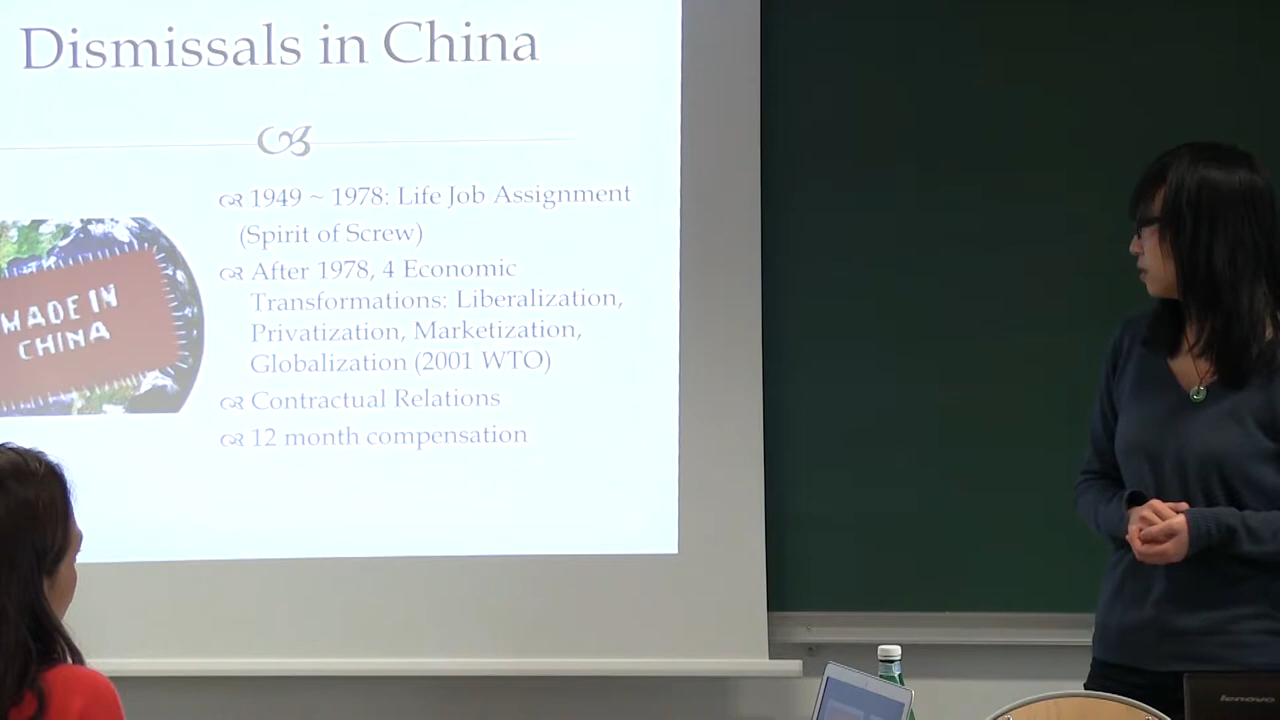 Dismissals in China
1949 ~ 1978: Life Job Assignment
(Spirit of Screw)
After 1978, 4 Economic
Transformations: Liberalization,
Privatization, Marketization,
Globalization (2001 WTO)
Contractual Relations
12 month compensation
MADE IN
CHINA
lenovo